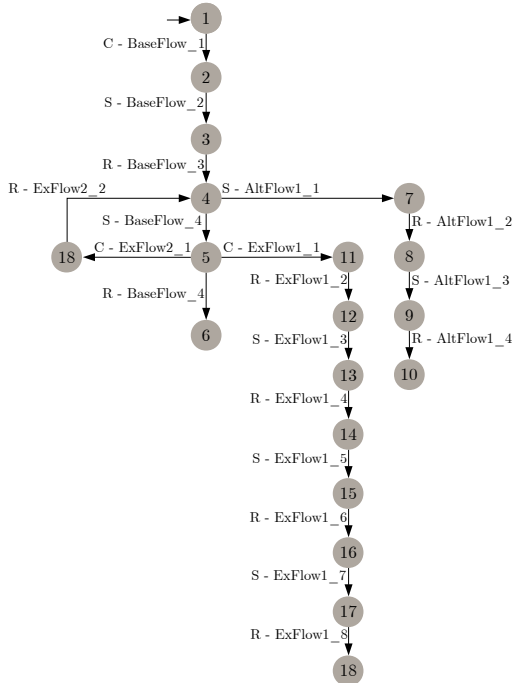 1
C - BaseFlow_1
2
S - BaseFlow_2
3
R - BaseFlow_3
R - ExFlow2_2
4
S - AltFlow1_1
7
S - BaseFlow_4
R - AltFlow1_2
18
C - ExFlow2_1
5
C - ExFlow1_1
11
8
R - ExFlow1_2
S - AltFlow1_3
R - BaseFlow_4
12
9
6
S - ExFlow1_3
R - AltFlow1_4
13
10
R - ExFlow1_4
14
S - ExFlow1_5
15
R - ExFlow1_6
16
S - ExFlow1_7
17
R - ExFlow1_8
18